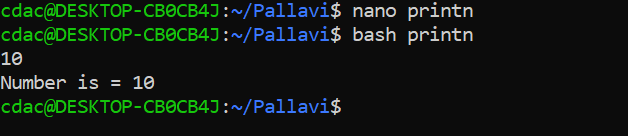 cdac@DESKTOP-CB0CB4J:~/Pallavi$ nano printn
cdac@DESKTOP-CB0CB4J:~/Pallavi$ bash printn
10
Number is = 10
cdac@DESKTOP-CB0CB4J:~/Pallavi$